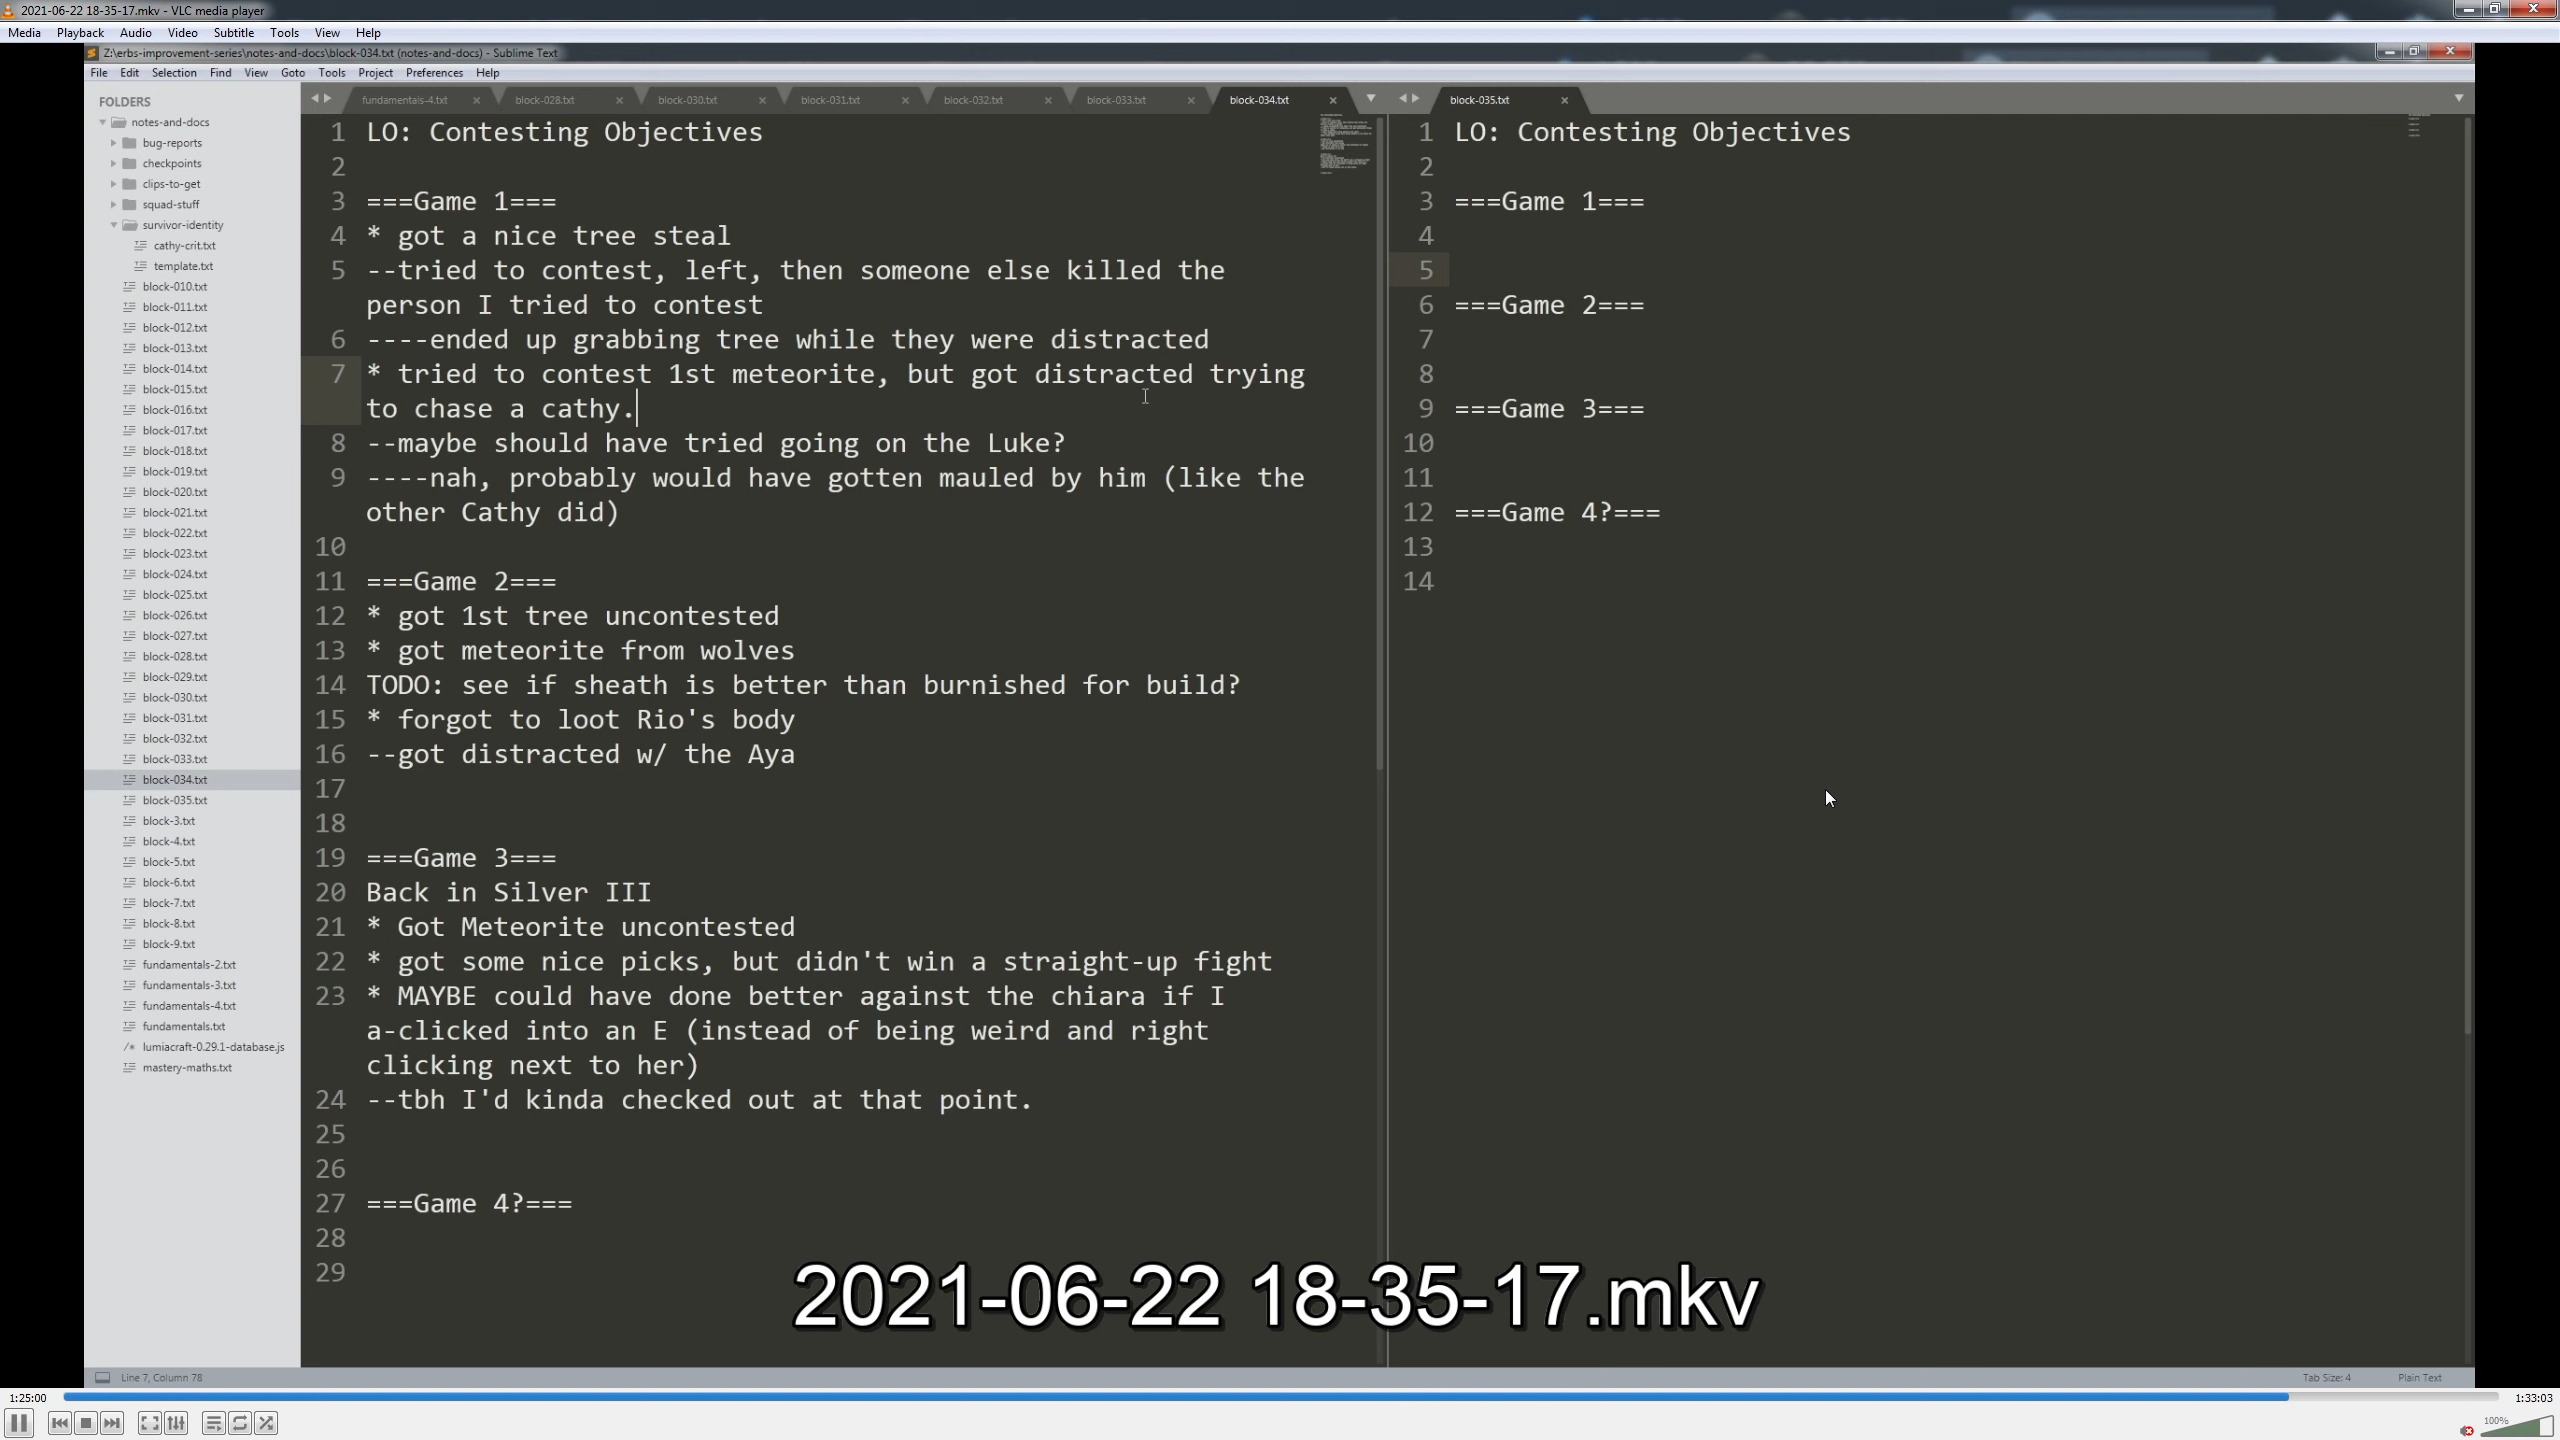 2021-06-22 18-35-17.mkv - VLC media player
Media Playback Audio Video Subtitle Tools View Help
Z:\erbs-improvement-series\notes-and-docs\block-034.txt (notes-and-docs) - Sublime Text
File Edit Selection Find View Goto Tools Project Preferences Help
FOLDERS
notes-and-docs
bug-reports
checkpoints
clips-to-get
squad-stuff
survivor-identity
cathy-crit.txt
template.txt
block-010.txt
block-011.txt
block-012.txt
block-013.txt
block-014.txt
block-015.txt
block-016.txt
block-017.txt
block-018.txt
block-019.txt
block-020.txt
block-021.txt
block-022.txt
block-023.txt
block-024.txt
block-025.txt
block-026.txt
block-027.txt
block-028.txt
block-029.txt
block-030.txt
block-031.txt
block-032.txt
block-033.txt
block-034.txt
block-035.txt
block-3.txt
block-4.txt
block-5.txt
block-6.txt
block-7.txt
block-8.txt
block-9.txt
fundamentals-2.txt
fundamentals-3.txt
fundamentals-4.txt
fundamentals.txt
/* lumiacraft-0.29.1-database.js
mastery-maths.txt
fundamentals-4.txt block-028.txt block-030.txt block-031.txt block-032.txt block-033.txt block-034.txt
1 LO: Contesting Objectives
2
3 ===Game 1===
4 * got a nice tree steal
5 --tried to contest, left, then someone else killed the
person I tried to contest
6 ----ended up grabbing tree while they were distracted
7 * tried to contest 1st meteorite, but got distracted trying
to chase a cathy.
8 --maybe should have tried going on the Luke?
9 ----nah, probably would have gotten mauled by him (like the
other Cathy did)
10
11 ===Game 2===
12 * got 1st tree uncontested
13 * got meteorite from wolves
14 TODO: see if sheath is better than burnished for build?
15 * forgot to loot Rio's body
16 --got distracted w/ the Aya
17
18
19 ===Game 3===
20 Back in Silver III
21 * Got Meteorite uncontested
22 * got some nice picks, but didn't win a straight-up fight
23 * MAYBE could have done better against the chiara if I
a-clicked into an E (instead of being weird and right
clicking next to her)
24 --tbh I'd kinda checked out at that point.
25
26
27 ===Game 4?===
28
29
block-035.txt
1 LO: Contesting Objectives
2
3 ===Game 1===
4
5
6 ===Game 2===
7
8
9 ===Game 3===
10
11
12 ===Game 4?===
13
14
2021-06-22 18-35-17.mkv
Line 7, Column 78
Tab Size: 4 Plain Text
1:25:00
1:33:03
100%